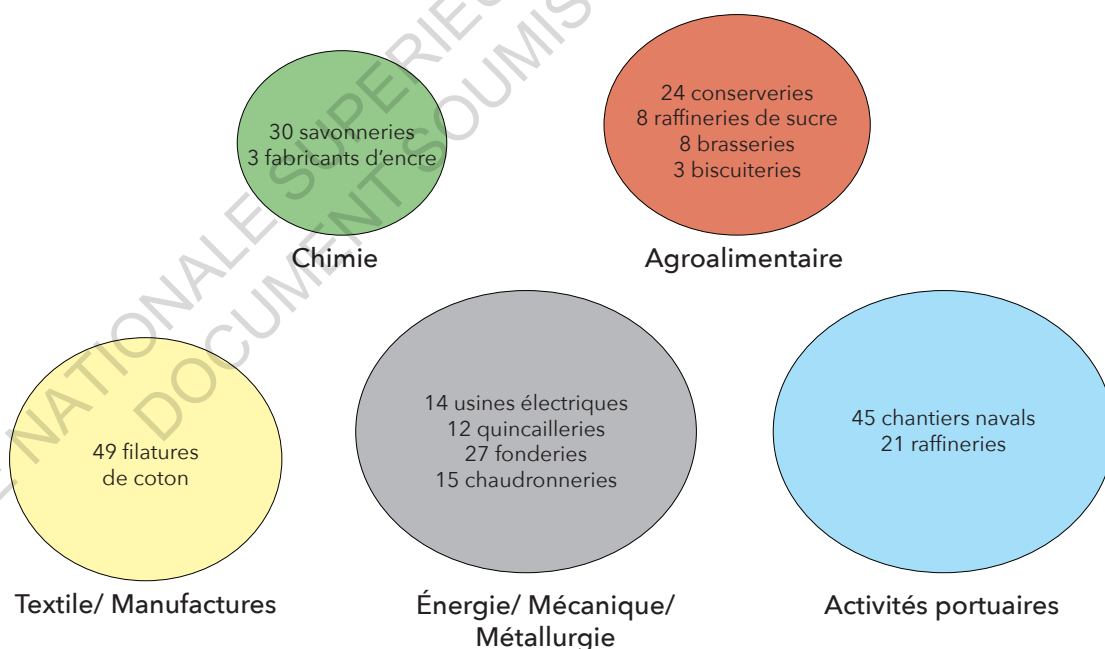 30 savonneries
3 fabricants d'encre
Chimie
24 conserveries
8 raffineries de sucre
8 brasseries
3 biscuiteries
Agroalimentaire
49 filatures
de coton
Textile/ Manufactures
14 usines électriques
12 quincailleries
27 fonderies
15 chaudronneries
Énergie/ Mécanique/
Métallurgie
45 chantiers navals
21 raffineries
Activités portuaires
NATIONALE
DOCUMENT